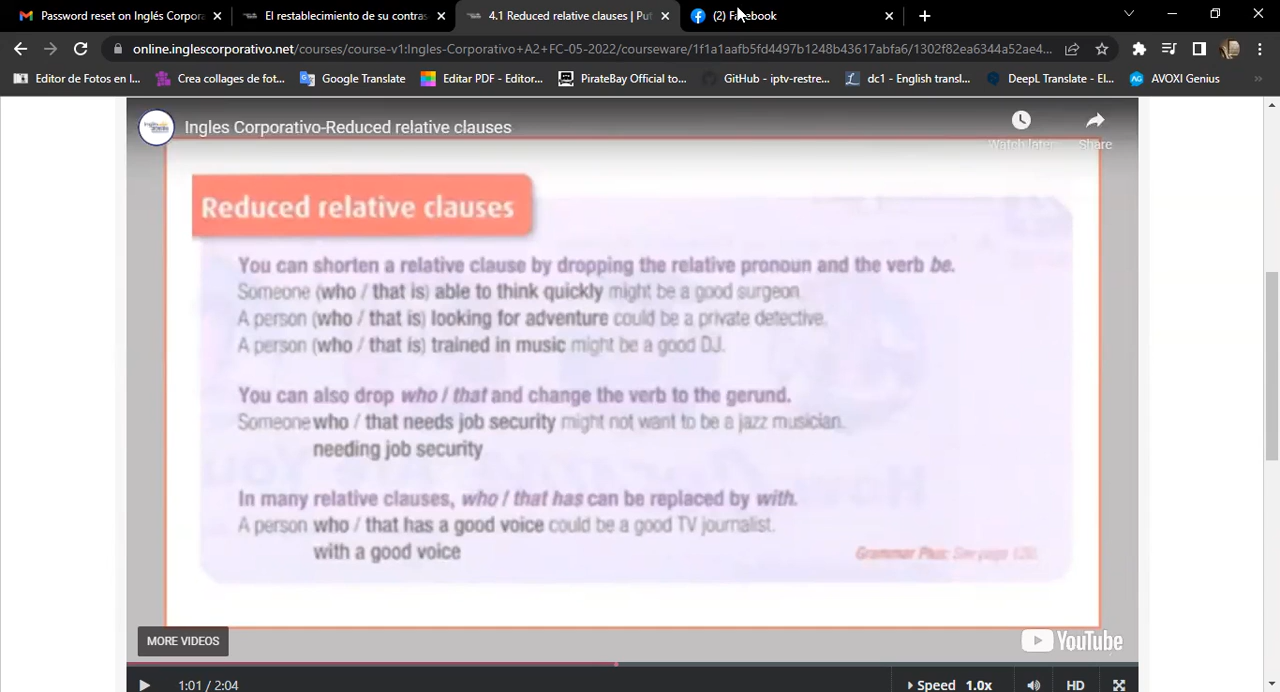 Password reset on Inglés Corpora
El restablecimiento de su contras
4.1 Reduced relative clauses | Pu
(2) Facebook
online.inglescorporativo.net/courses/course-v1:Ingles-Corporativo+A2+FC-05-2022/courseware/1f1a1aafb5fd4497b1248b43617abfa6/1302f82ea6344a52ae4...
Editor de Fotos en l...
Crea collages de fot...
Google Translate
Editar PDF - Editor...
PirateBay Official to...
GitHub - iptv-restre...
dc1 - English transl...
DeepL Translate - El...
AVOXI Genius
Ingles Corporativo-Reduced relative clauses
Watch later
Share
Reduced relative clauses
You can shorten a relative clause by dropping the relative pronoun and the verb be.
Someone (who / that is) able to think quickly might be a good surgeon.
A person (who / that is) looking for adventure could be a private detective.
A person (who / that is) trained in music might be a good DJ.
You can also drop who / that and change the verb to the gerund.
Someone who / that needs job security might not want to be a jazz musician.
needing job security
In many relative clauses, who / that has can be replaced by with.
A person who / that has a good voice could be a good TV journalist.
with a good voice
Grammar Plus: See page
MORE VIDEOS
YouTube
1:01 / 2:04
Speed 1.0x
HD